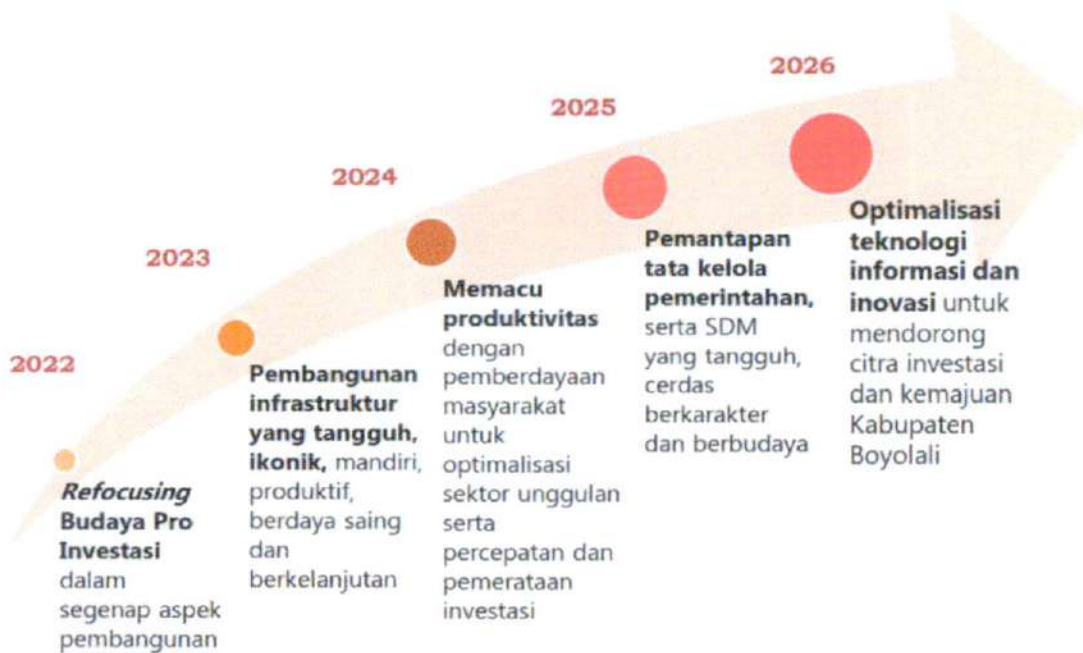 2022
Refocusing
Budaya Pro
Investasi
dalam
segenap aspek
pembangunan
2023
Pembangunan
infrastruktur
yang tangguh,
ikonik, mandiri,
produktif,
berdaya saing
dan
berkelanjutan
2024
Memacu
produktivitas
dengan
pemberdayaan
masyarakat
untuk
optimalisasi
sektor unggulan
serta
percepatan dan
pemerataan
investasi
2025
Pemantapan
tata kelola
pemerintahan,
serta SDM
yang tangguh,
cerdas
berkarakter
dan berbudaya
2026
Optimalisasi
teknologi
informasi dan
inovasi untuk
mendorong
citra investasi
dan kemajuan
Kabupaten
Boyolali